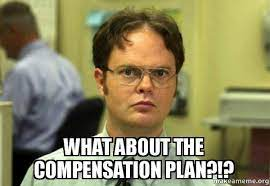 WHAT ABOUT THE
COMPENSATION PLAN?!?
makeameme.org